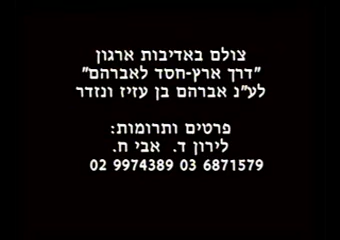 צולם באדיבות ארגון
"דרך ארץ-חסד לאברהם"
לע"נ אברהם בן עזיז ונזדר
פרטים ותרומות:
לירון ד. אבי ח.
02 9974389 03 6871579